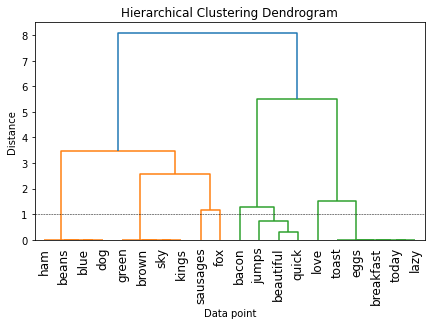 Hierarchical Clustering Dendrogram
8
7
6
5
4
3
2
1
0
Distance
ham
beans
blue
dog
green
brown
sky
kings
sausages
fox
bacon
jumps
beautiful
quick
love
toast
eggs
breakfast
today
lazy
Data point